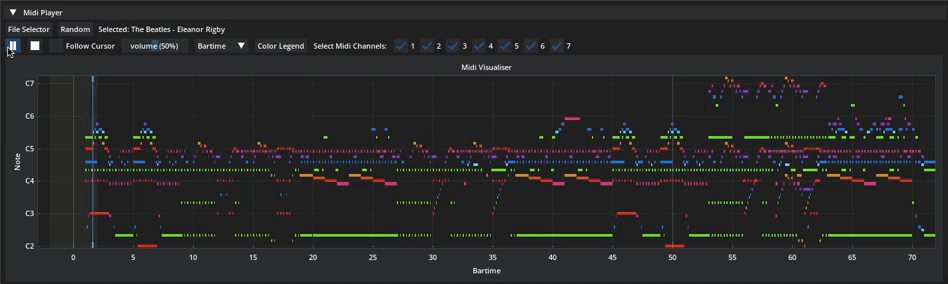 Midi Player
File Selector Random Selected: The Beatles - Eleanor Rigby
Follow Cursor volume (50%) Bartime Color Legend Select Midi Channels: 1 2 3 4 5 6 7
Midi Visualiser
C7
C6
C5
Note
C4
C3
C2
0 5 10 15 20 25 30 35 40 45 50 55 60 65 70
Bartime